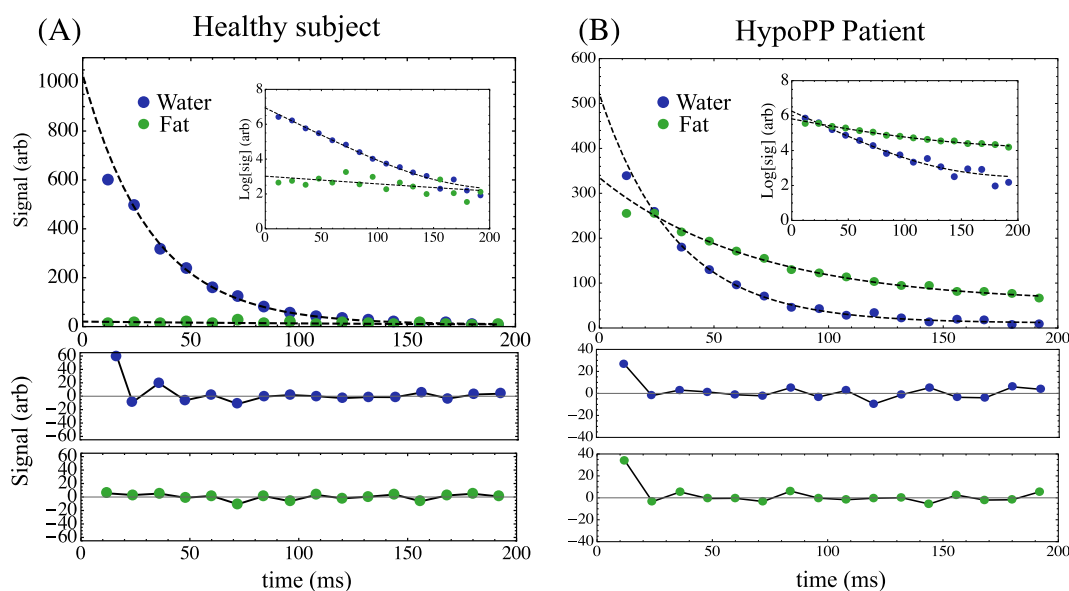 (A) Healthy subject
1000
800
600
400
200
0
Signal (arb)
0 50 100 150 200
Water
Fat
8
6
4
2
0
Log[sig] (arb)
0 50 100 150 200
60
40
20
0
−20
−40
−60
60
40
20
0
−20
−40
−60
Signal (arb)
0 50 100 150 200
time (ms)
(B) HypoPP Patient
600
500
400
300
200
100
0
0 50 100 150 200
Water
Fat
8
6
4
2
0
Log[sig] (arb)
0 50 100 150 200
40
20
0
−20
−40
0 50 100 150 200
40
20
0
−20
−40
0 50 100 150 200
time (ms)